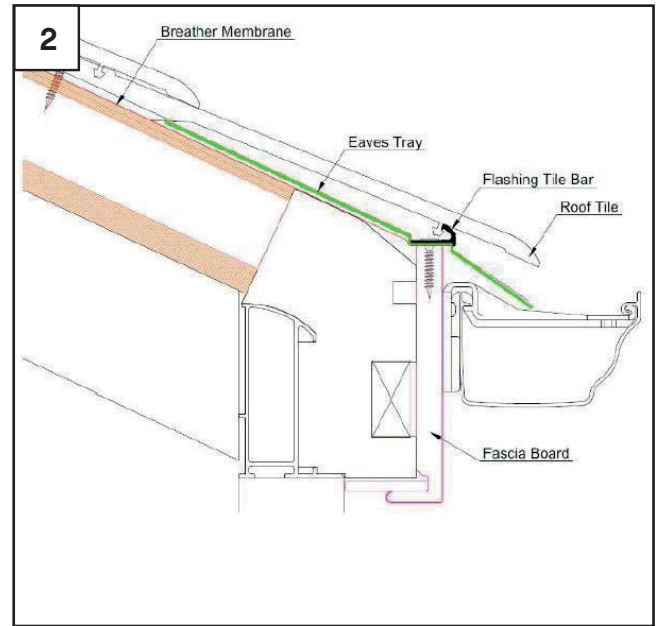 2
Breather Membrane
Eaves Tray
Flashing Tile Bar
Roof Tile
Fascia Board